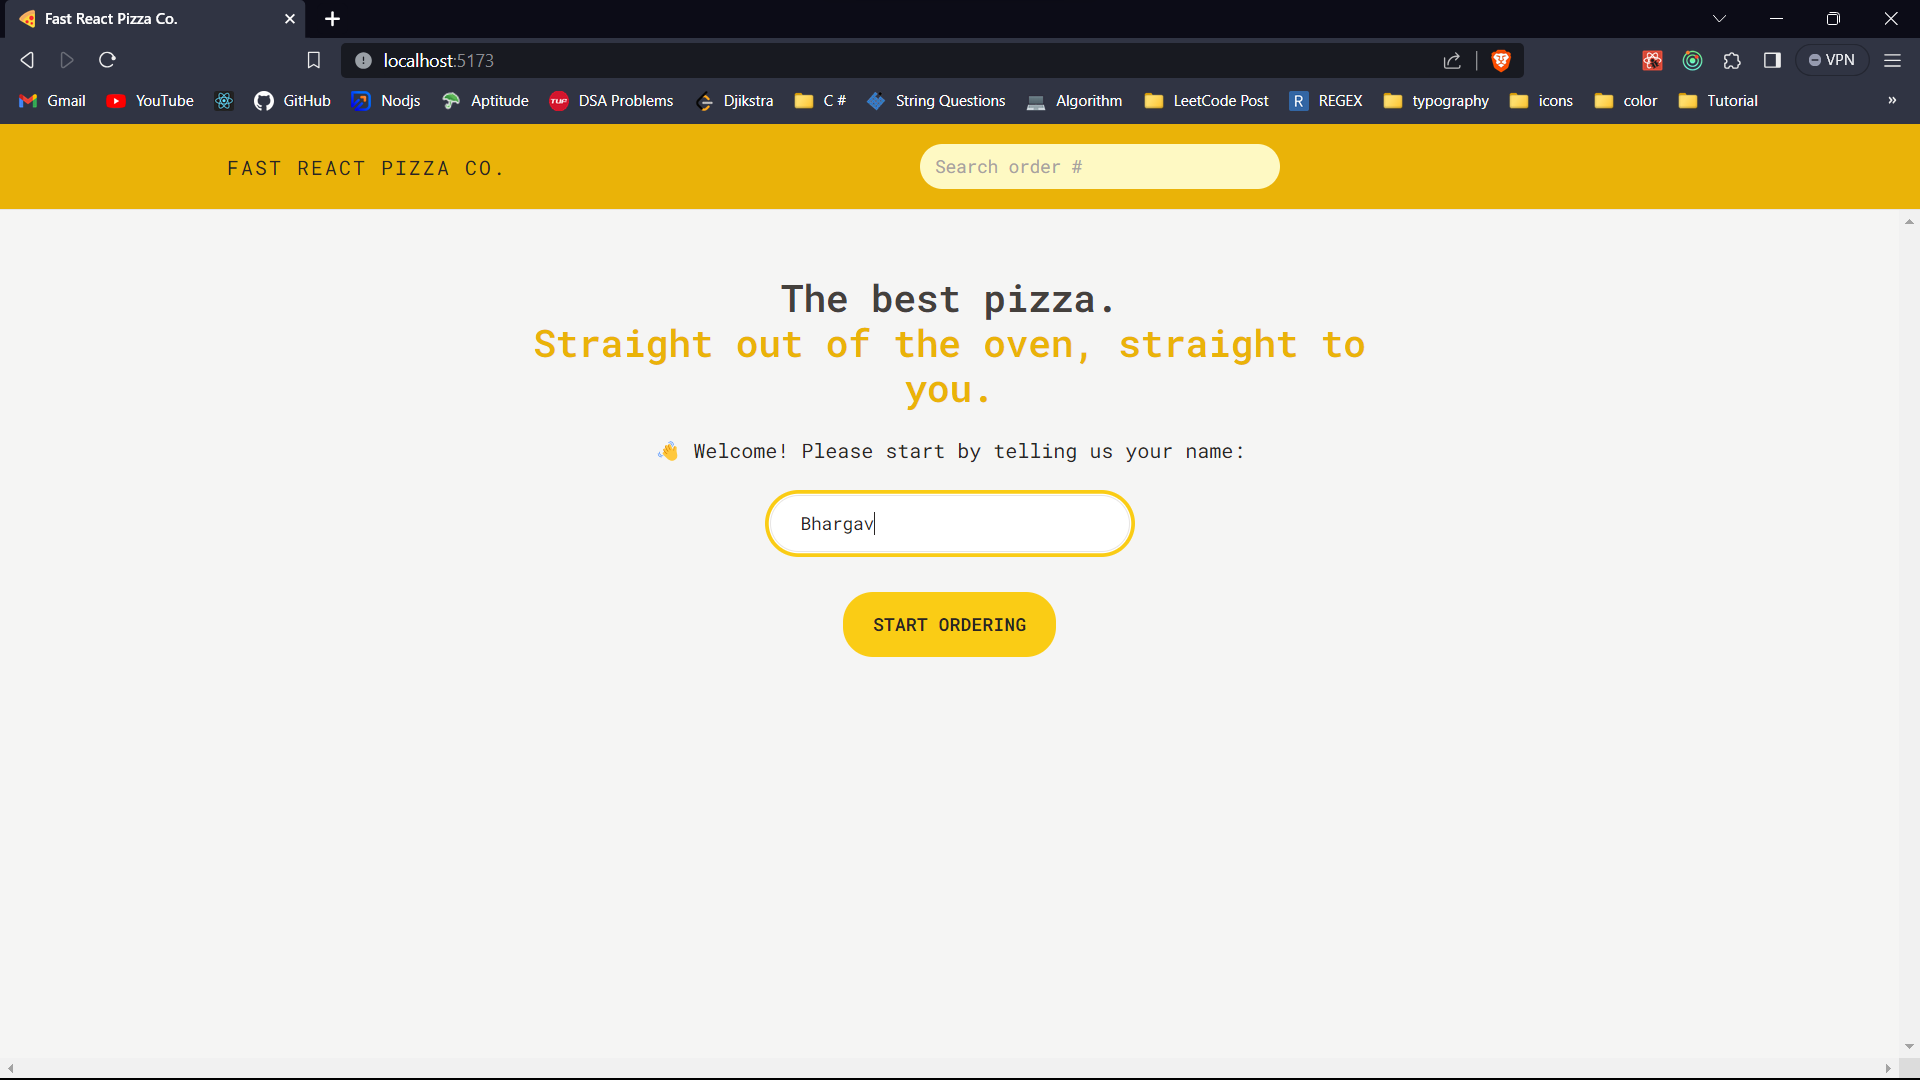 Fast React Pizza Co.
localhost:5173
VPN
Gmail YouTube GitHub Nodjs Aptitude DSA Problems Djikstra C # String Questions Algorithm LeetCode Post R REGEX typography icons color Tutorial »
FAST REACT PIZZA CO.
Search order #
The best pizza.
Straight out of the oven, straight to
you.
👋 Welcome! Please start by telling us your name:
Bhargav
START ORDERING